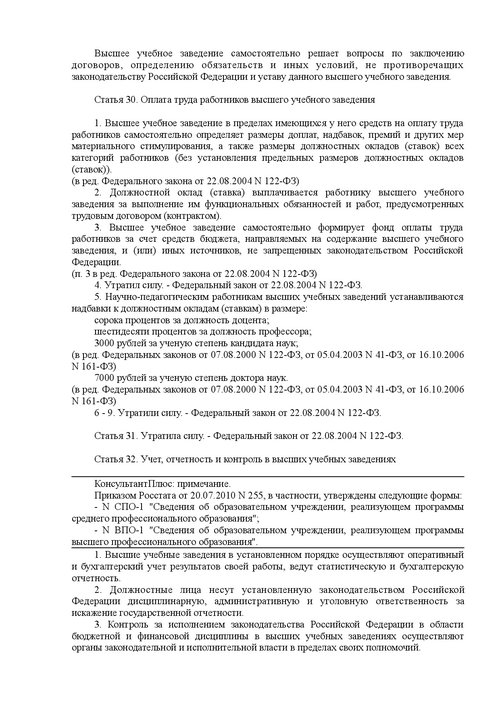 Высшее учебное заведение самостоятельно решает вопросы по заключению
договоров, определению обязательств и иных условий, не противоречащих
законодательству Российской Федерации и уставу данного высшего учебного заведения.
Статья 30. Оплата труда работников высшего учебного заведения
1. Высшее учебное заведение в пределах имеющихся у него средств на оплату труда
работников самостоятельно определяет размеры доплат, надбавок, премий и других мер
материального стимулирования, а также размеры должностных окладов (ставок) всех
категорий работников (без установления предельных размеров должностных окладов
(ставок)).
(в ред. Федерального закона от 22.08.2004 N 122-ФЗ)
2. Должностной оклад (ставка) выплачивается работнику высшего учебного
заведения за выполнение им функциональных обязанностей и работ, предусмотренных
трудовым договором (контрактом).
3. Высшее учебное заведение самостоятельно формирует фонд оплаты труда
работников за счет средств бюджета, направляемых на содержание высшего учебного
заведения, и (или) иных источников, не запрещенных законодательством Российской
Федерации.
(п. 3 в ред. Федерального закона от 22.08.2004 N 122-ФЗ)
4. Утратил силу. - Федеральный закон от 22.08.2004 N 122-ФЗ.
5. Научно-педагогическим работникам высших учебных заведений устанавливаются
надбавки к должностным окладам (ставкам) в размере:
сорока процентов за должность доцента;
шестидесяти процентов за должность профессора;
3000 рублей за ученую степень кандидата наук;
(в ред. Федеральных законов от 07.08.2000 N 122-ФЗ, от 05.04.2003 N 41-ФЗ, от 16.10.2006
N 161-ФЗ)
7000 рублей за ученую степень доктора наук.
(в ред. Федеральных законов от 07.08.2000 N 122-ФЗ, от 05.04.2003 N 41-ФЗ, от 16.10.2006
N 161-ФЗ)
6 - 9. Утратили силу. - Федеральный закон от 22.08.2004 N 122-ФЗ.
Статья 31. Утратила силу. - Федеральный закон от 22.08.2004 N 122-ФЗ.
Статья 32. Учет, отчетность и контроль в высших учебных заведениях
КонсультантПлюс: примечание.
Приказом Росстата от 20.07.2010 N 255, в частности, утверждены следующие формы:
- N СПО-1 "Сведения об образовательном учреждении, реализующем программы
среднего профессионального образования";
- N ВПО-1 "Сведения об образовательном учреждении, реализующем программы
высшего профессионального образования".
1. Высшие учебные заведения в установленном порядке осуществляют оперативный
и бухгалтерский учет результатов своей работы, ведут статистическую и бухгалтерскую
отчетность.
2. Должностные лица несут установленную законодательством Российской
Федерации дисциплинарную, административную и уголовную ответственность за
искажение государственной отчетности.
3. Контроль за исполнением законодательства Российской Федерации в области
бюджетной и финансовой дисциплины в высших учебных заведениях осуществляют
органы законодательной и исполнительной власти в пределах своих полномочий.